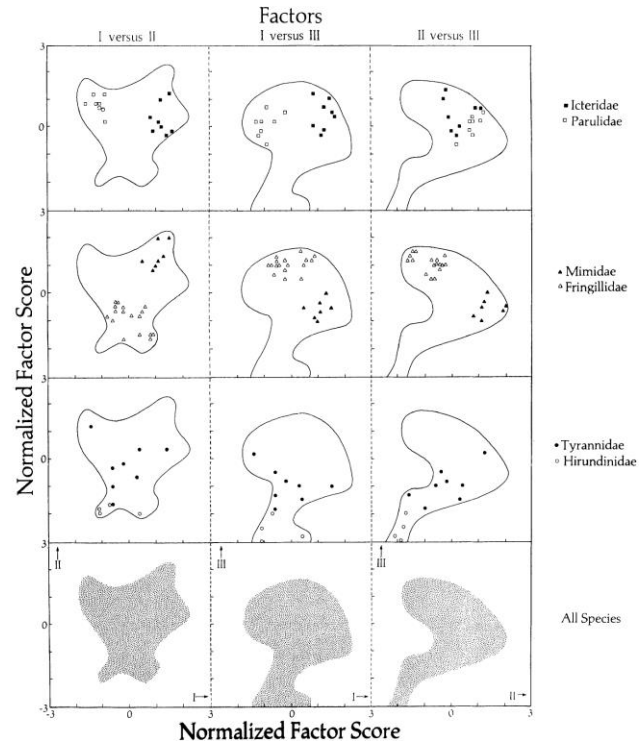 Factors
I versus II
I versus III
II versus III
3
0
3
0
3
0
3
0
-3
Normalized Factor Score
■ Icteridae
□ Parulidae
▲ Mimidae
△ Fringillidae
● Tyrannidae
○ Hirundinidae
All Species
↑
II
↑
III
↑
III
I→
I→
II→
-3
0
3
0
3
0
3
Normalized Factor Score